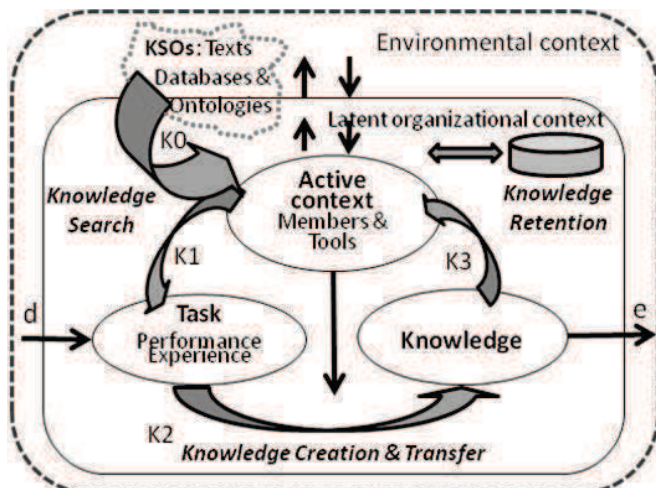 KSOs: Texts
Databases &
Ontologies
Environmental context
Latent organizational context
K0
Knowledge
Search
Active
context
Members &
Tools
Knowledge
Retention
K1
K3
d
Task
Performance
Experience
Knowledge
e
K2
Knowledge Creation & Transfer